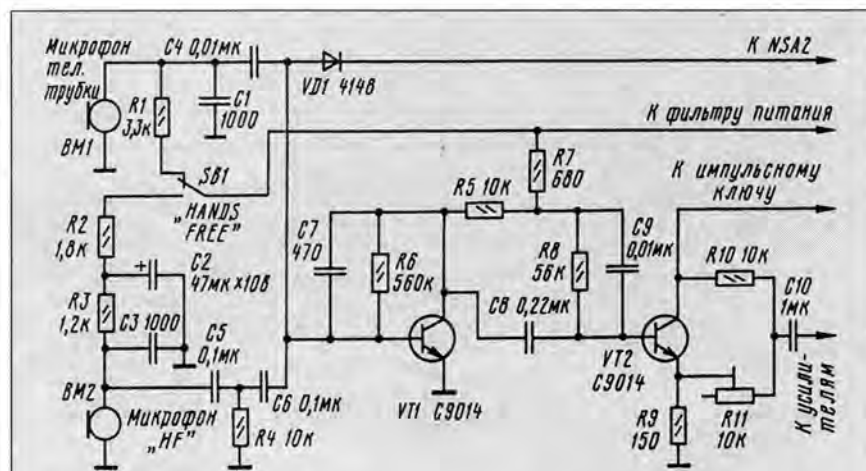 Микрофон
тел.
трубки
C4 0,01мк
VD1 4148
К NSA2
BM1
R1
3,3к
C1
1000
К фильтру питания
SB1
„HANDS
FREE"
R7
680
R5 10к
К импульсному
ключу
R2
1,8к
C2
47мк×10В
C7
470
R6
560к
R8
56к
C9
0,01мк
R10 10к
C10
1мк
R3
1,2к
C3 1000
C5
0,1мк
C8 0,22мк
VT2
C9014
BM2
Микрофон
„HF"
R4 10к
C6 0,1мк
VT1 C9014
R9
150
R11
10к
К усили-
телям